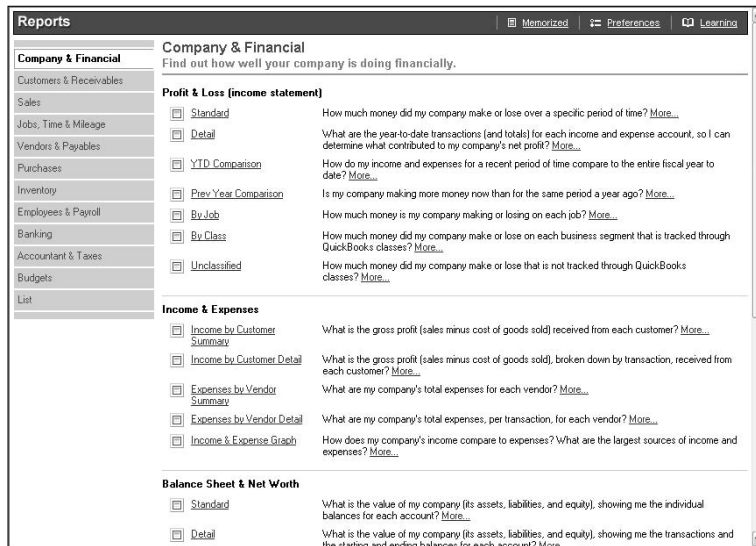 Reports
Memorized
Preferences
Learning
Company & Financial
Customers & Receivables
Sales
Jobs, Time & Mileage
Vendors & Payables
Purchases
Inventory
Employees & Payroll
Banking
Accountant & Taxes
Budgets
List
Company & Financial
Find out how well your company is doing financially.
Profit & Loss (income statement)
Standard
How much money did my company make or lose over a specific period of time? More...
Detail
What are the year-to-date transactions (and totals) for each income and expense account, so I can
determine what contributed to my company's net profit? More...
YTD Comparison
How do my income and expenses for a recent period of time compare to the entire fiscal year to
date? More...
Prev Year Comparison
Is my company making more money now than for the same period a year ago? More...
By Job
How much money is my company making or losing on each job? More...
By Class
How much money did my company make or lose on each business segment that is tracked through
QuickBooks classes? More...
Unclassified
How much money did my company make or lose that is not tracked through QuickBooks
classes? More...
Income & Expenses
Income by Customer
Summary
What is the gross profit (sales minus cost of goods sold) received from each customer? More...
Income by Customer Detail
What is the gross profit (sales minus cost of goods sold), broken down by transaction, received from
each customer? More...
Expenses by Vendor
Summary
What are my company's total expenses for each vendor? More...
Expenses by Vendor Detail
What are my company's total expenses, per transaction, for each vendor? More...
Income & Expense Graph
How does my company's income compare to expenses? What are the largest sources of income and
expenses? More...
Balance Sheet & Net Worth
Standard
What is the value of my company (its assets, liabilities, and equity), showing me the individual
balances for each account? More...
Detail
What is the value of my company (its assets, liabilities, and equity), showing me the transactions and
the starting and ending balances for each account? More...